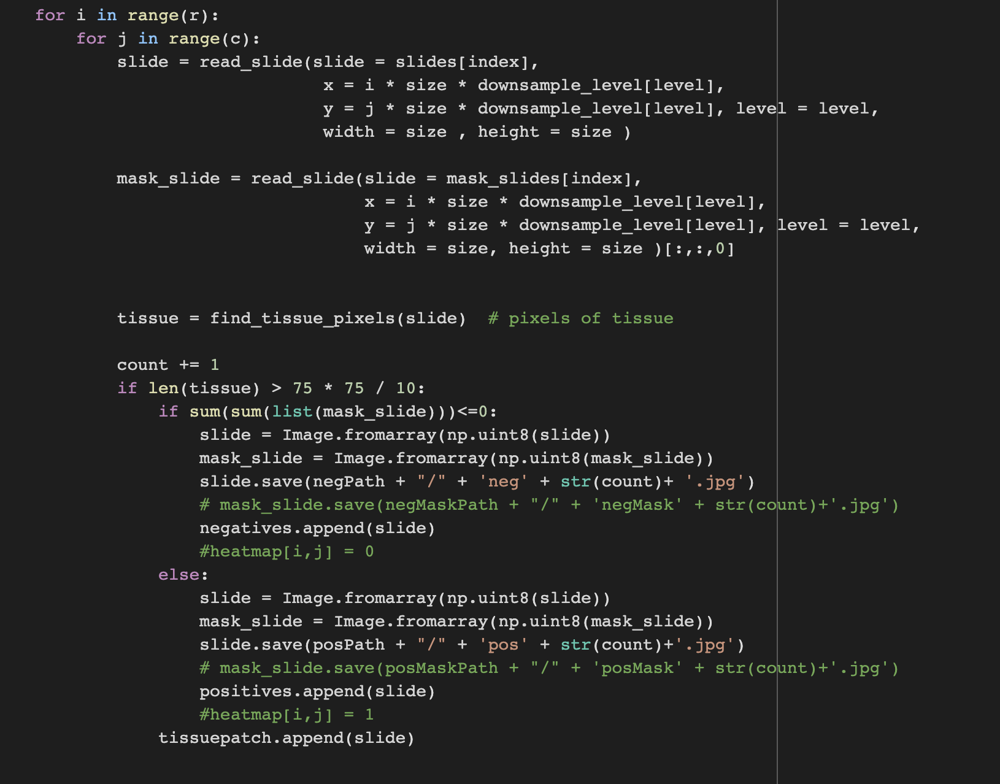 for i in range(r):
    for j in range(c):
        slide = read_slide(slide = slides[index],
                            x = i * size * downsample_level[level],
                            y = j * size * downsample_level[level], level = level,
                            width = size , height = size )

        mask_slide = read_slide(slide = mask_slides[index],
                                x = i * size * downsample_level[level],
                                y = j * size * downsample_level[level], level = level,
                                width = size, height = size )[:,:,0]


        tissue = find_tissue_pixels(slide)  # pixels of tissue

        count += 1
        if len(tissue) > 75 * 75 / 10:
            if sum(sum(list(mask_slide)))<=0:
                slide = Image.fromarray(np.uint8(slide))
                mask_slide = Image.fromarray(np.uint8(mask_slide))
                slide.save(negPath + "/" + 'neg' + str(count)+ '.jpg')
                # mask_slide.save(negMaskPath + "/" + 'negMask' + str(count)+'.jpg')
                negatives.append(slide)
                #heatmap[i,j] = 0
            else:
                slide = Image.fromarray(np.uint8(slide))
                mask_slide = Image.fromarray(np.uint8(mask_slide))
                slide.save(posPath + "/" + 'pos' + str(count)+'.jpg')
                # mask_slide.save(posMaskPath + "/" + 'posMask' + str(count)+'.jpg')
                positives.append(slide)
                #heatmap[i,j] = 1
            tissuepatch.append(slide)